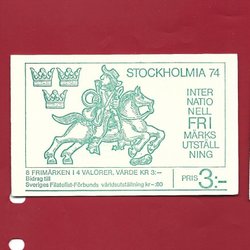 STOCKHOLMIA 74
INTER
NATIO
NELL
FRI
MÄRKS
UTSTÄLL
NING
8 FRIMÄRKEN I 4 VALÖRER. VÄRDE KR 3:–
Bidrag till
Sveriges Filatelist-Förbunds världsutställning kr –:60
PRIS 3:–